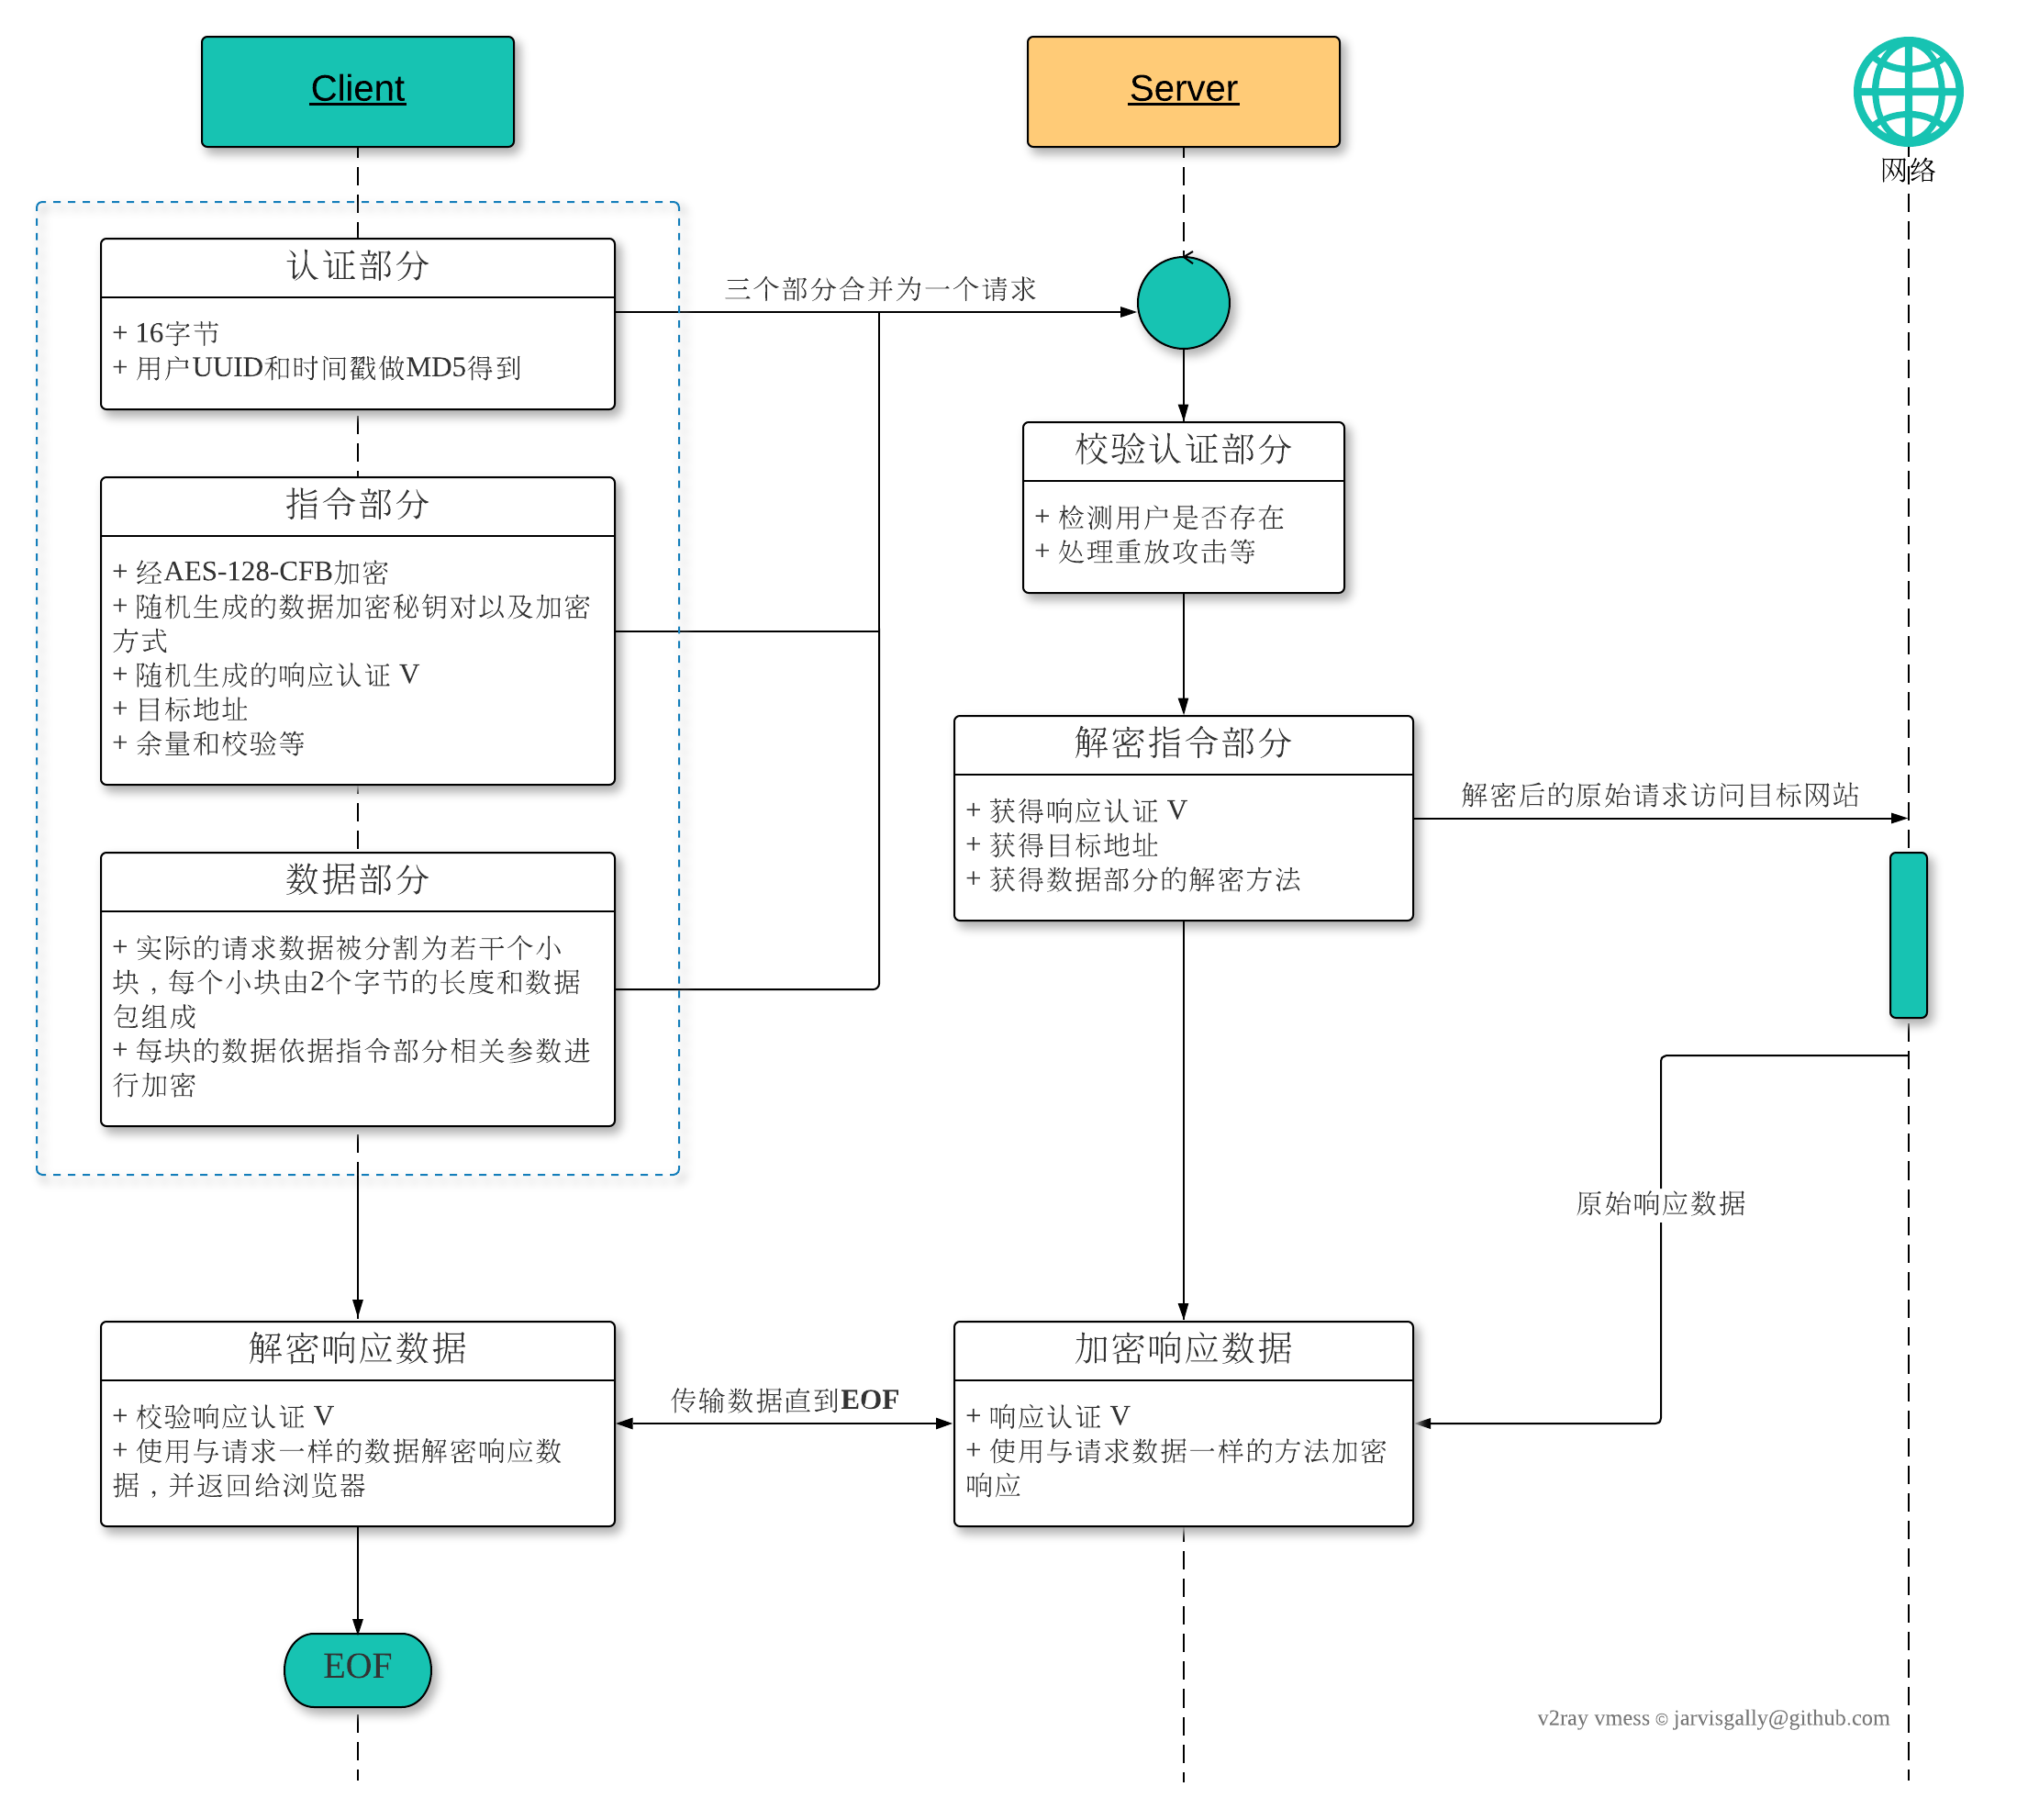 Client
Server
网络
认证部分
+ 16字节
+ 用户UUID和时间戳做MD5得到
三个部分合并为一个请求
指令部分
+ 经AES-128-CFB加密
+ 随机生成的数据加密秘钥对以及加密
方式
+ 随机生成的响应认证 V
+ 目标地址
+ 余量和校验等
数据部分
+ 实际的请求数据被分割为若干个小
块，每个小块由2个字节的长度和数据
包组成
+ 每块的数据依据指令部分相关参数进
行加密
校验认证部分
+ 检测用户是否存在
+ 处理重放攻击等
解密指令部分
+ 获得响应认证 V
+ 获得目标地址
+ 获得数据部分的解密方法
解密后的原始请求访问目标网站
原始响应数据
解密响应数据
+ 校验响应认证 V
+ 使用与请求一样的数据解密响应数
据，并返回给浏览器
传输数据直到EOF
加密响应数据
+ 响应认证 V
+ 使用与请求数据一样的方法加密
响应
EOF
v2ray vmess © jarvisgally@github.com